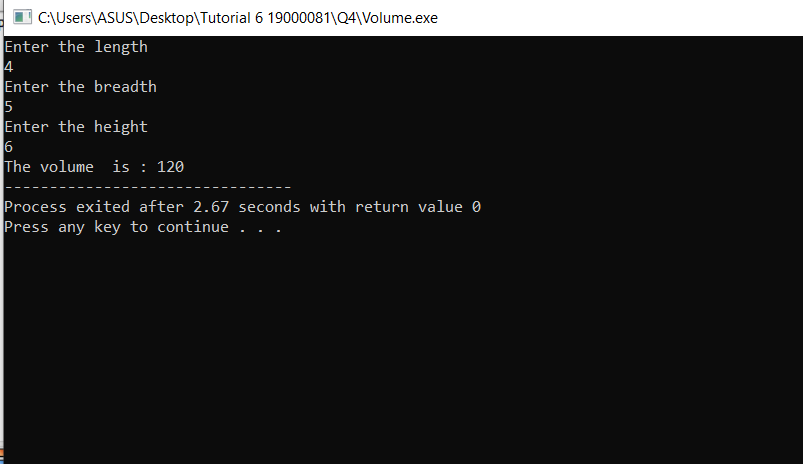 C:\Users\ASUS\Desktop\Tutorial 6 19000081\Q4\Volume.exe
Enter the length
4
Enter the breadth
5
Enter the height
6
The volume  is : 120
--------------------------------
Process exited after 2.67 seconds with return value 0
Press any key to continue . . .